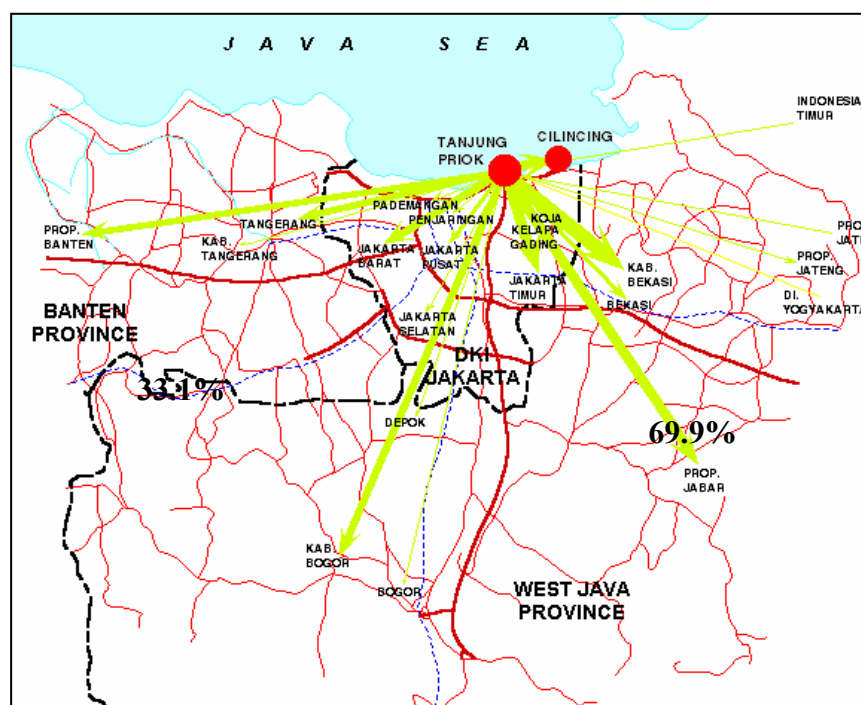 J A V A S E A
INDONESIA
TIMUR
CILINCING
TANJUNG
PRIOK
PADEMANGAN
PENJARINGAN
TANGERANG
KOJA
KELAPA
GADING
PROP.
BANTEN
KAB.
TANGERANG
JAKARTA
BARAT
JAKARTA
PUSAT
PRO
JATE
PROP.
JATENG
KAB.
BEKASI
JAKARTA
TIMUR
BEKASI
DI.
YOGYAKARTA
BANTEN
PROVINCE
JAKARTA
SELATAN
DKI
JAKARTA
33.1%
DEPOK
69.9%
PROP.
JABAR
KAB.
BOGOR
BOGOR
WEST JAVA
PROVINCE